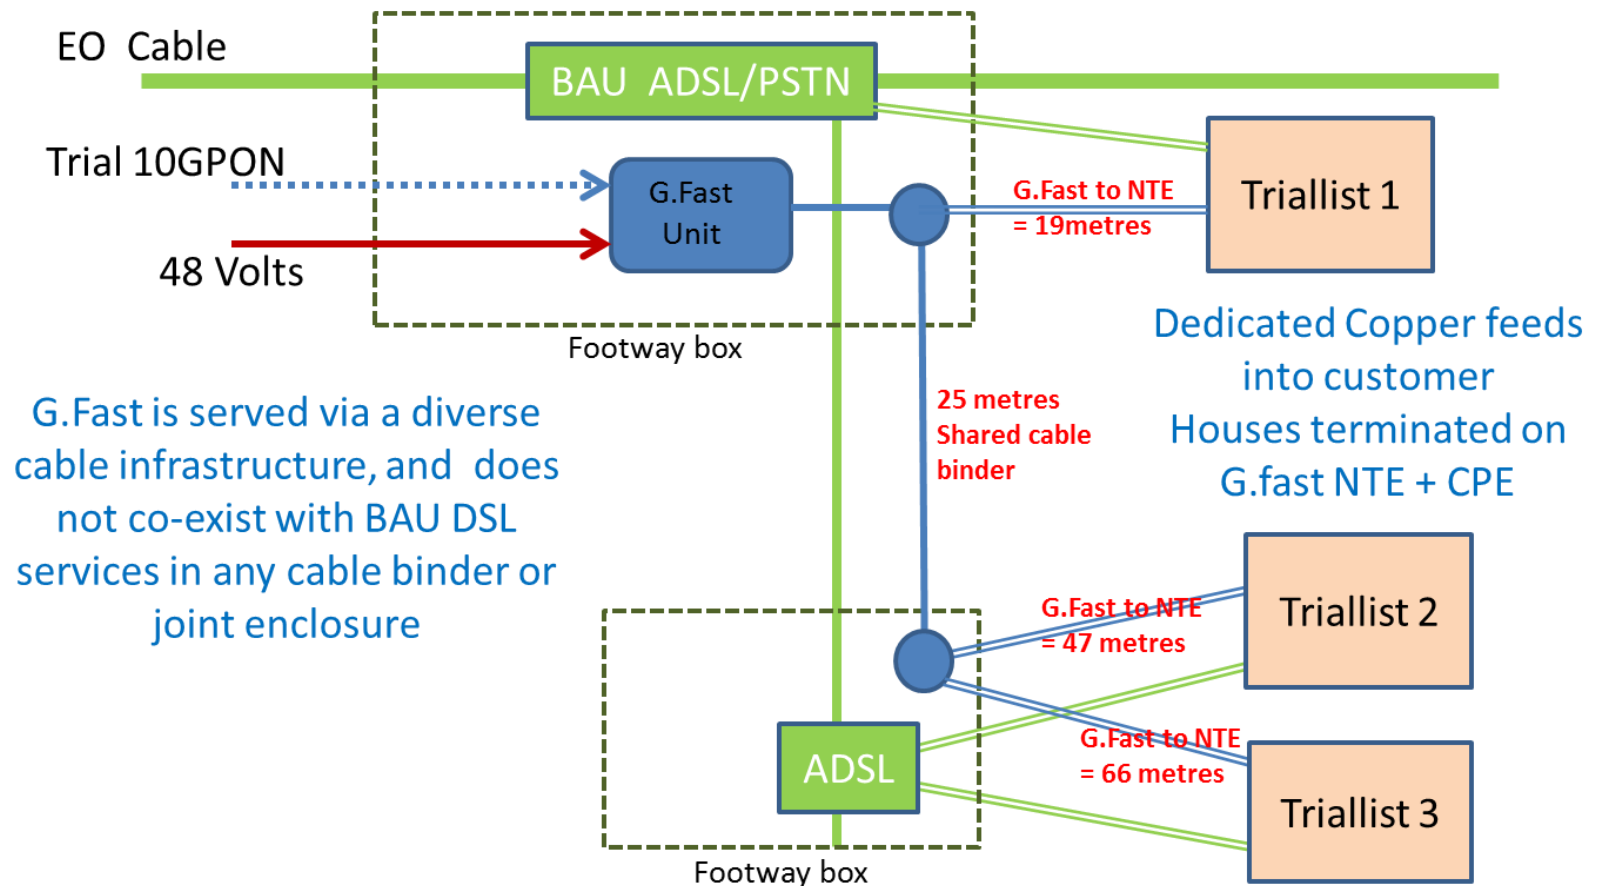 EO Cable
BAU ADSL/PSTN
Trial 10GPON
G.Fast
Unit
48 Volts
G.Fast to NTE
= 19metres
Triallist 1
Footway box
Dedicated Copper feeds
into customer
Houses terminated on
G.fast NTE + CPE
G.Fast is served via a diverse
cable infrastructure, and does
not co-exist with BAU DSL
services in any cable binder or
joint enclosure
25 metres
Shared cable
binder
G.Fast to NTE
= 47 metres
Triallist 2
G.Fast to NTE
= 66 metres
ADSL
Triallist 3
Footway box